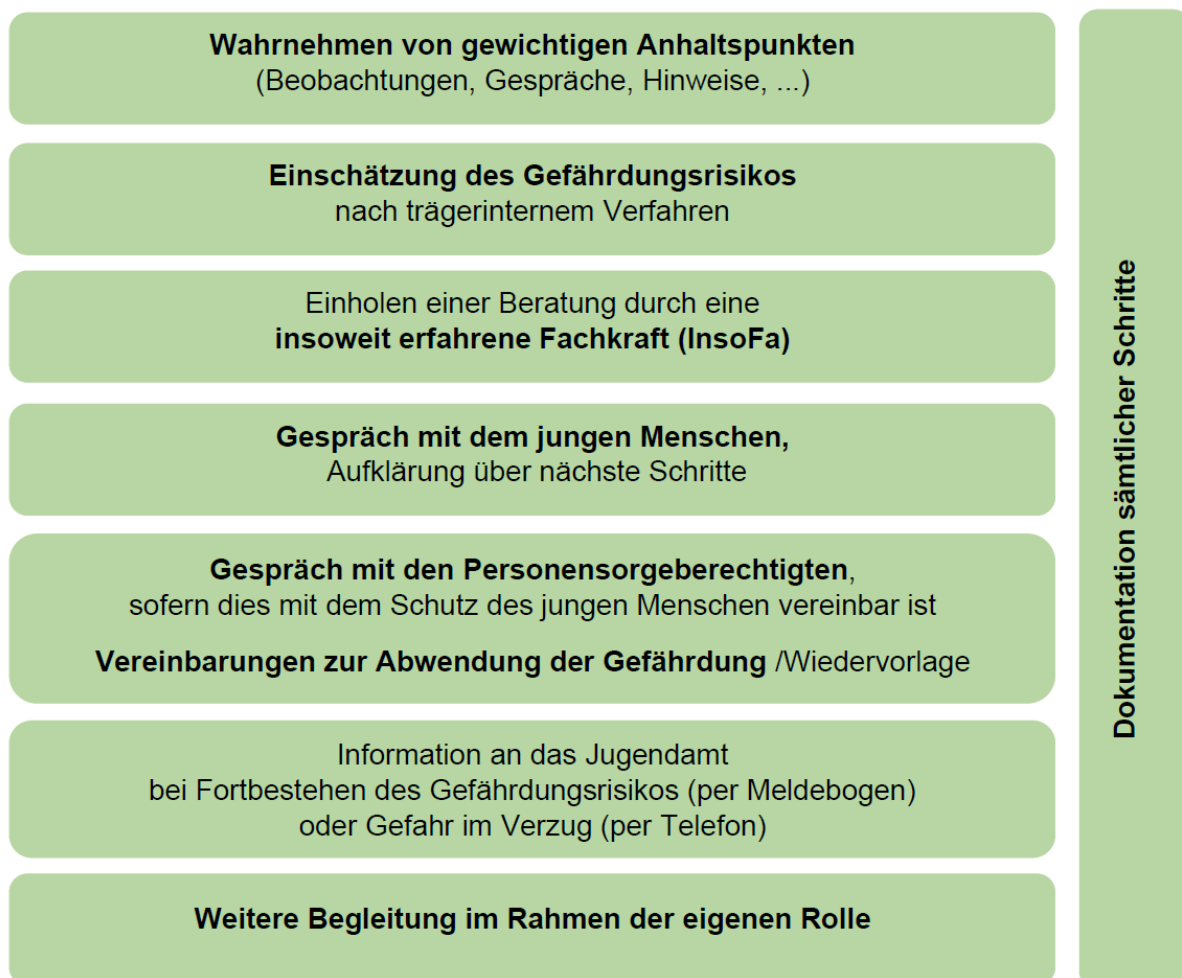 Wahrnehmen von gewichtigen Anhaltspunkten
(Beobachtungen, Gespräche, Hinweise, ...)
Einschätzung des Gefährdungsrisikos
nach trägerinternem Verfahren
Einholen einer Beratung durch eine
insoweit erfahrene Fachkraft (InsoFa)
Gespräch mit dem jungen Menschen,
Aufklärung über nächste Schritte
Gespräch mit den Personensorgeberechtigten,
sofern dies mit dem Schutz des jungen Menschen vereinbar ist
Vereinbarungen zur Abwendung der Gefährdung /Wiedervorlage
Information an das Jugendamt
bei Fortbestehen des Gefährdungsrisikos (per Meldebogen)
oder Gefahr im Verzug (per Telefon)
Weitere Begleitung im Rahmen der eigenen Rolle
Dokumentation sämtlicher Schritte